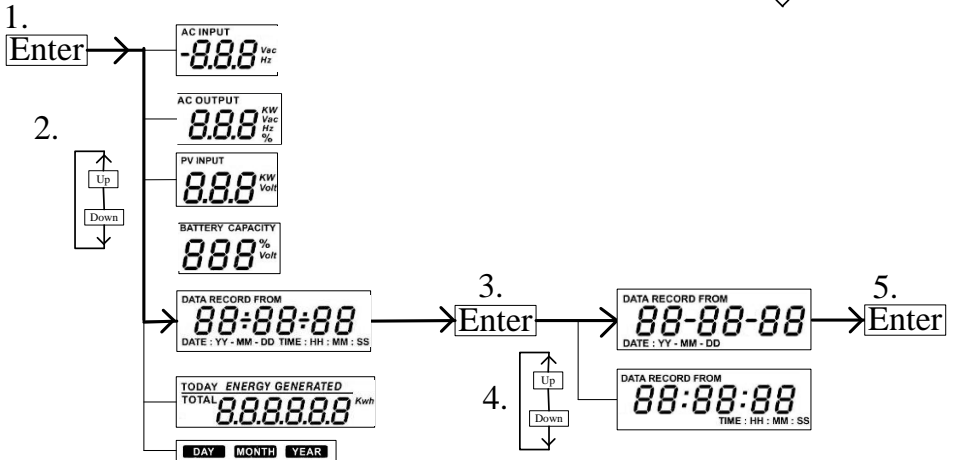 1.
Enter
AC INPUT
-8.8.8 Vac
Hz
AC OUTPUT
8.8.8 KW
Vac
Hz
%
2.
Up
Down
PV INPUT
8.8.8 KW
Volt
BATTERY CAPACITY
888 %
Volt
DATA RECORD FROM
88÷88÷88
DATE : YY - MM - DD TIME : HH : MM : SS
3.
Enter
DATA RECORD FROM
88-88-88
DATE : YY - MM - DD
5.
Enter
4.
Up
Down
DATA RECORD FROM
88:88:88
TIME : HH : MM : SS
TODAY ENERGY GENERATED
TOTAL 8.8.8.8.8.8 Kwh
DAY MONTH YEAR